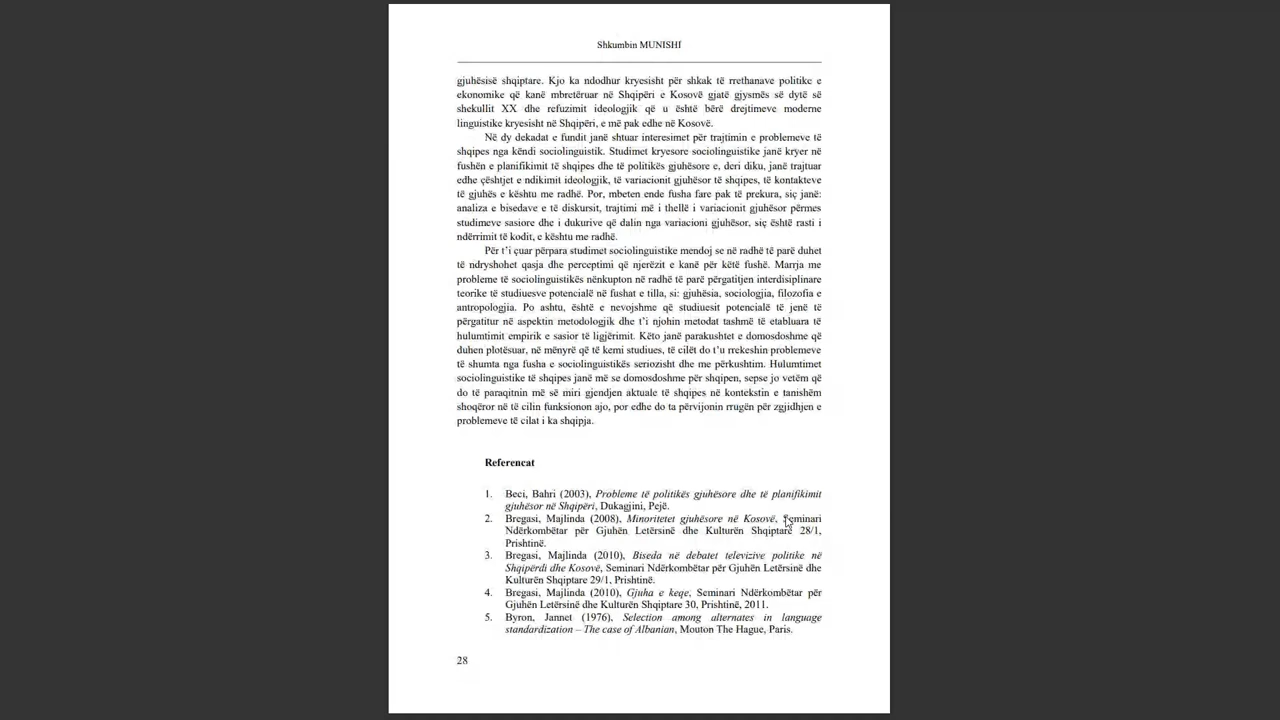 Shkumbin MUNISHI
gjuhësisë shqiptare. Kjo ka ndodhur kryesisht për shkak të rrethanave politike e
ekonomike që kanë mbretëruar në Shqipëri e Kosovë gjatë gjysmës së dytë së
shekullit XX dhe refuzimit ideologjik që u është bërë drejtimeve moderne
linguistike kryesisht në Shqipëri, e më pak edhe në Kosovë.
Në dy dekadat e fundit janë shtuar interesimet për trajtimin e problemeve të
shqipes nga këndi sociolinguistik. Studimet kryesore sociolinguistike janë kryer në
fushën e planifikimit të shqipes dhe të politikës gjuhësore e, deri diku, janë trajtuar
edhe çështjet e ndikimit ideologjik, të variacionit gjuhësor të shqipes, të kontakteve
të gjuhës e kështu me radhë. Por, mbeten ende fusha fare pak të prekura, siç janë:
analiza e bisedave e të diskursit, trajtimi më i thellë i variacionit gjuhësor përmes
studimeve sasiore dhe i dukurive që dalin nga variacioni gjuhësor, siç është rasti i
ndërrimit të kodit, e kështu me radhë.
Për t’i çuar përpara studimet sociolinguistike mendoj se në radhë të parë duhet
të ndryshohet qasja dhe perceptimi që njerëzit e kanë për këtë fushë. Marrja me
probleme të sociolinguistikës nënkupton në radhë të parë përgatitjen interdisiplinare
teorike të studiuesve potencialë në fushat e tilla, si: gjuhësia, sociologjia, filozofia e
antropologjia. Po ashtu, është e nevojshme që studiuesit potencialë të jenë të
përgatitur në aspektin metodologjik dhe t’i njohin metodat tashmë të etabluara të
hulumtimit empirik e sasior të ligjërimit. Këto janë parakushtet e domosdoshme që
duhen plotësuar, në mënyrë që të kemi studiues, të cilët do t’u rrekeshin problemeve
të shumta nga fusha e sociolinguistikës seriozisht dhe me përkushtim. Hulumtimet
sociolinguistike të shqipes janë më se domosdoshme për shqipen, sepse jo vetëm që
do të paraqitnin më së miri gjendjen aktuale të shqipes në kontekstin e tanishëm
shoqëror në të cilin funksionon ajo, por edhe do ta përvijonin rrugën për zgjidhjen e
problemeve të cilat i ka shqipja.
Referencat
1. Beci, Bahri (2003), Probleme të politikës gjuhësore dhe të planifikimit
gjuhësor në Shqipëri, Dukagjini, Pejë.
2. Bregasi, Majlinda (2008), Minoritetet gjuhësore në Kosovë, Seminari
Ndërkombëtar për Gjuhën Letërsinë dhe Kulturën Shqiptare 28/1,
Prishtinë.
3. Bregasi, Majlinda (2010), Biseda në debatet televizive politike në
Shqipërdi dhe Kosovë, Seminari Ndërkombëtar për Gjuhën Letërsinë dhe
Kulturën Shqiptare 29/1, Prishtinë.
4. Bregasi, Majlinda (2010), Gjuha e keqe, Seminari Ndërkombëtar për
Gjuhën Letërsinë dhe Kulturën Shqiptare 30, Prishtinë, 2011.
5. Byron, Jannet (1976), Selection among alternates in language
standardization – The case of Albanian, Mouton The Hague, Paris.
28